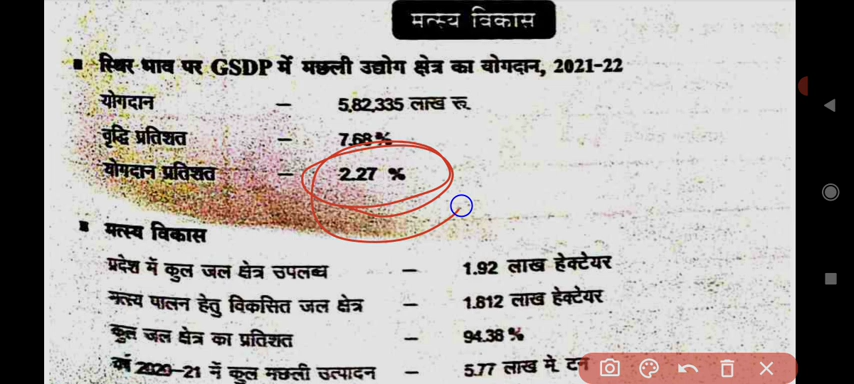 मत्स्य विकास
▪ स्थिर भाव पर GSDP में मछली उद्योग क्षेत्र का योगदान, 2021-22
योगदान – 5,82,335 लाख रू.
वृद्धि प्रतिशत – 7.68%
योगदान प्रतिशत – 2.27 %
▪ मत्स्य विकास
प्रदेश में कुल जल क्षेत्र उपलब्ध – 1.92 लाख हेक्टेयर
मत्स्य पालन हेतु विकसित जल क्षेत्र – 1.812 लाख हेक्टेयर
कुल जल क्षेत्र का प्रतिशत – 94.38 %
वर्ष 2020-21 में कुल मछली उत्पादन – 5.77 लाख मे. टन